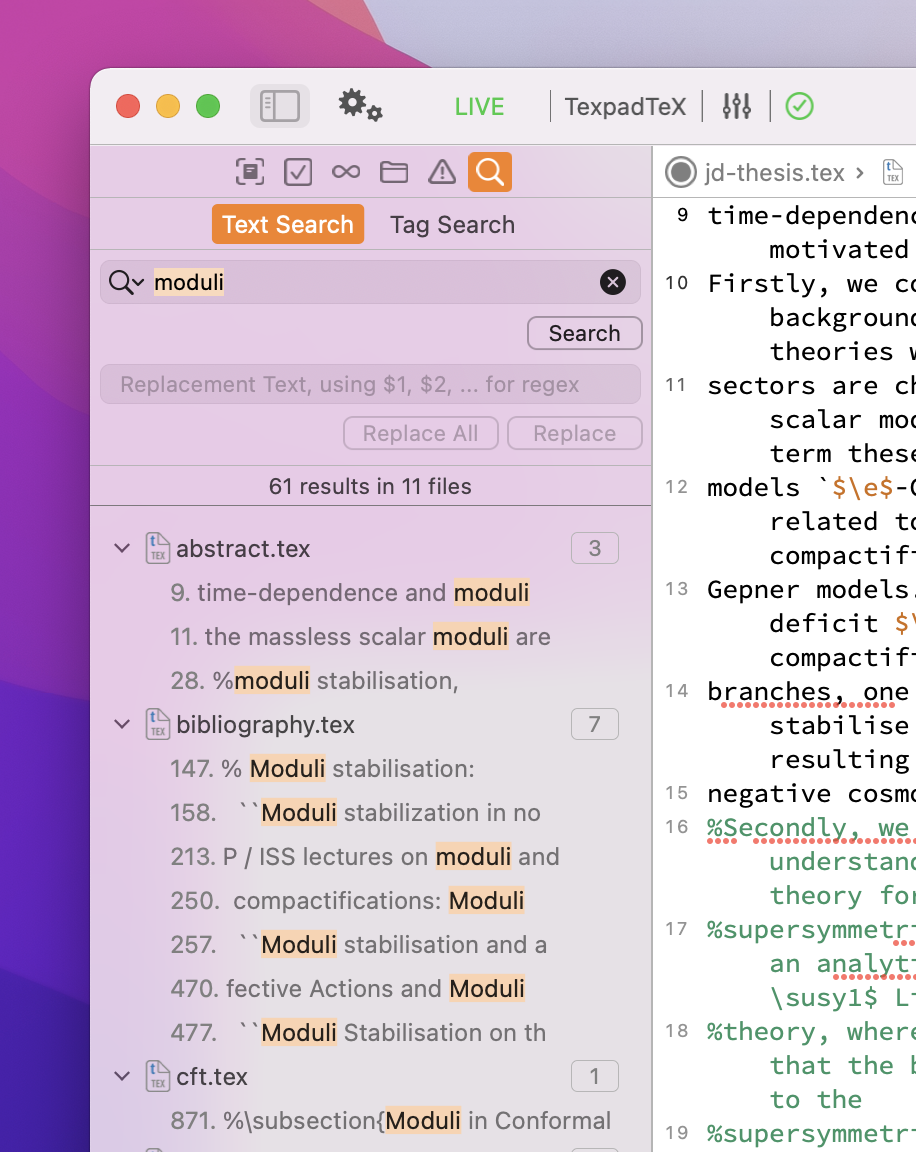 LIVE
TexpadTeX
Text Search
Tag Search
moduli
Search
Replacement Text, using $1, $2, ... for regex
Replace All
Replace
61 results in 11 files
abstract.tex 3
9. time-dependence and moduli
11. the massless scalar moduli are
28. %moduli stabilisation,
bibliography.tex 7
147. % Moduli stabilisation:
158. ``Moduli stabilization in no
213. P / ISS lectures on moduli and
250. compactifications: Moduli
257. ``Moduli stabilisation and a
470. fective Actions and Moduli
477. ``Moduli Stabilisation on th
cft.tex 1
871. %\subsection{Moduli in Conformal
jd-thesis.tex ›
9 time-dependenc
motivated
10 Firstly, we co
background
theories w
11 sectors are ch
scalar mod
term these
12 models `$\e$-G
related to
compactif
13 Gepner models.
deficit $\
compactif
14 branches, one
stabilise
resulting
15 negative cosmo
16 %Secondly, we
understand
theory for
17 %supersymmetri
an analyti
\susy1$ Li
18 %theory, where
that the b
to the
19 %supersymmetri